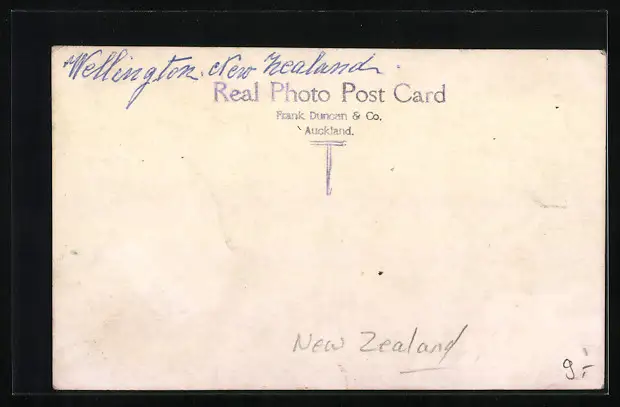 Wellington. New Zealand.
Real Photo Post Card
Frank Duncan & Co.
Auckland.
New Zealand
9,-